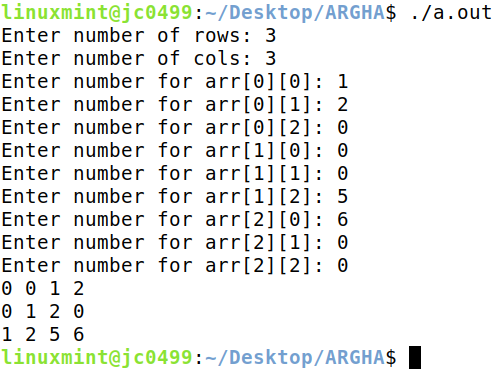 linuxmint@jc0499:~/Desktop/ARGHA$ ./a.out
Enter number of rows: 3
Enter number of cols: 3
Enter number for arr[0][0]: 1
Enter number for arr[0][1]: 2
Enter number for arr[0][2]: 0
Enter number for arr[1][0]: 0
Enter number for arr[1][1]: 0
Enter number for arr[1][2]: 5
Enter number for arr[2][0]: 6
Enter number for arr[2][1]: 0
Enter number for arr[2][2]: 0
0 0 1 2
0 1 2 0
1 2 5 6
linuxmint@jc0499:~/Desktop/ARGHA$